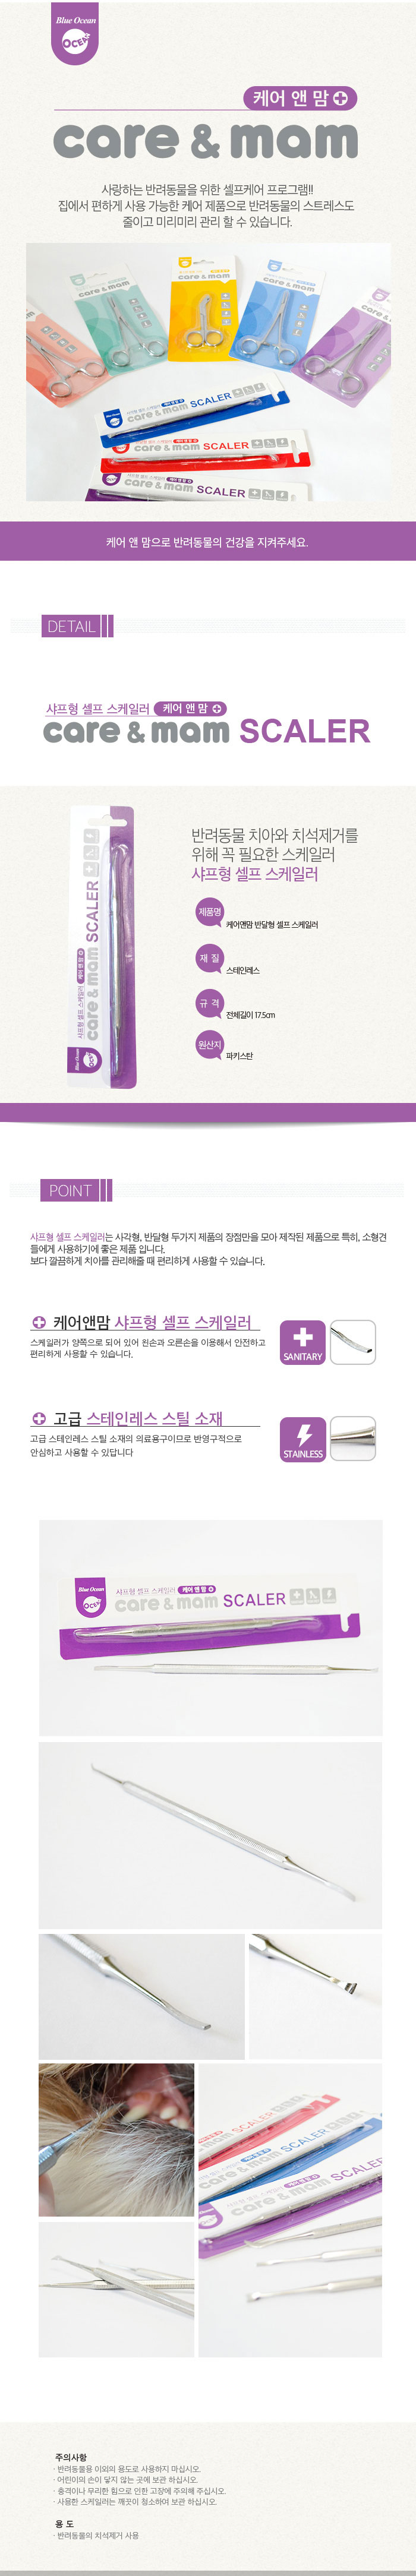 Blue Ocean
OCEN
케어 앤 맘
care & mam
사랑하는 반려동물을 위한 셀프케어 프로그램!!
집에서 편하게 사용 가능한 케어 제품으로 반려동물의 스트레스도
줄이고 미리미리 관리 할 수 있습니다.
care & mam
care & mam
care & mam
care & mam SCALER
care & mam SCALER
care & mam SCALER
케어 앤 맘으로 반려동물의 건강을 지켜주세요.
DETAIL
샤프형 셀프 스케일러 케어 앤 맘
care & mam SCALER
샤프형 셀프 스케일러 케어 앤 맘
care & mam SCALER
Blue Ocean
반려동물 치아와 치석제거를
위해 꼭 필요한 스케일러
샤프형 셀프 스케일러
제품명
케어앤맘 반달형 셀프 스케일러
재 질
스테인레스
규 격
전체길이 17.5cm
원산지
파키스탄
POINT
샤프형 셀프 스케일러는 사각형, 반달형 두가지 제품의 장점만을 모아 제작된 제품으로 특히, 소형견
들에게 사용하기에 좋은 제품 입니다.
보다 깔끔하게 치아를 관리해줄 때 편리하게 사용할 수 있습니다.
케어앤맘 샤프형 셀프 스케일러
스케일러가 양쪽으로 되어 있어 왼손과 오른손을 이용해서 안전하고
편리하게 사용할 수 있습니다.
SANITARY
고급 스테인레스 스틸 소재
고급 스테인레스 스틸 소재의 의료용구이므로 반영구적으로
안심하고 사용할 수 있답니다
STAINLESS
Blue Ocean
샤프형 셀프 스케일러 케어 앤 맘
care & mam SCALER
SCALER
care & mam
SCALER
care & mam
SCALER
care & mam
주의사항
· 반려동물용 이외의 용도로 사용하지 마십시오.
· 어린이의 손이 닿지 않는 곳에 보관 하십시오.
· 충격이나 무리한 힘으로 인한 고장에 주의해 주십시오.
· 사용한 스케일러는 깨끗이 청소하여 보관 하십시오.
용 도
· 반려동물의 치석제거 사용